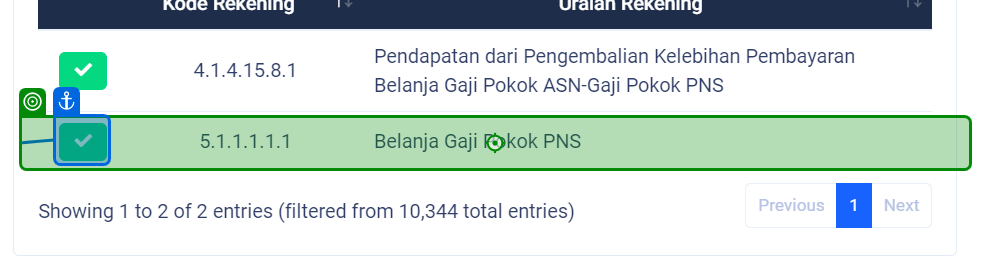 Kode Rekening Uraian Rekening
4.1.4.15.8.1 Pendapatan dari Pengembalian Kelebihan Pembayaran
Belanja Gaji Pokok ASN-Gaji Pokok PNS
5.1.1.1.1.1 Belanja Gaji Pokok PNS
Showing 1 to 2 of 2 entries (filtered from 10,344 total entries)
Previous 1 Next